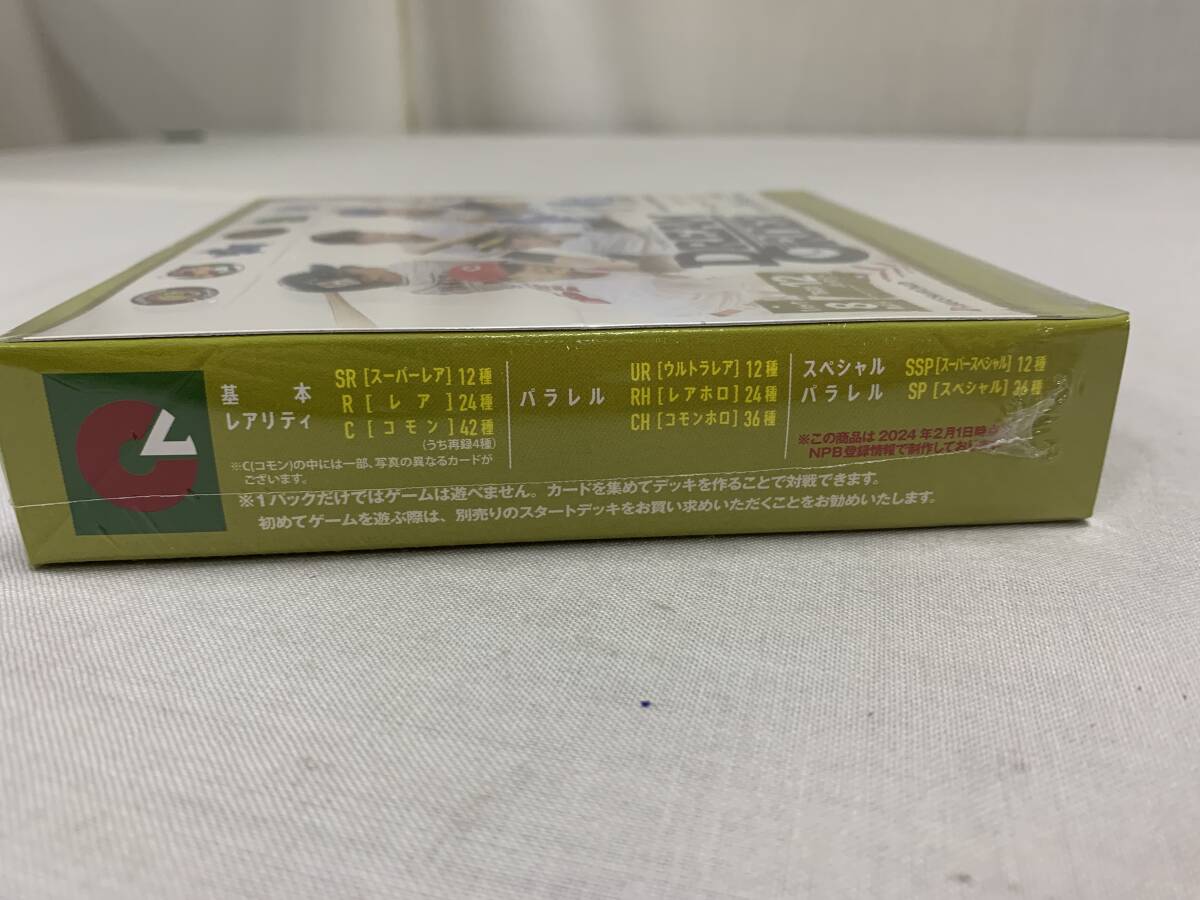 基本
レアリティ
SR [スーパーレア] 12種
R [レア] 24種
C [コモン] 42種
(うち再録4種)
※C(コモン)の中には一部、写真の異なるカードが
ございます。
パラレル
UR [ウルトラレア] 12種
RH [レアホロ] 24種
CH [コモンホロ] 36種
スペシャル
パラレル
SSP [スーパースペシャル] 12種
SP [スペシャル] 36種
※この商品は2024年2月1日時点
NPB登録情報で制作しており
※1パックだけではゲームは遊べません。カードを集めてデッキを作ることで対戦できます。
初めてゲームを遊ぶ際は、別売りのスタートデッキをお買い求めいただくことをお勧めいたします。